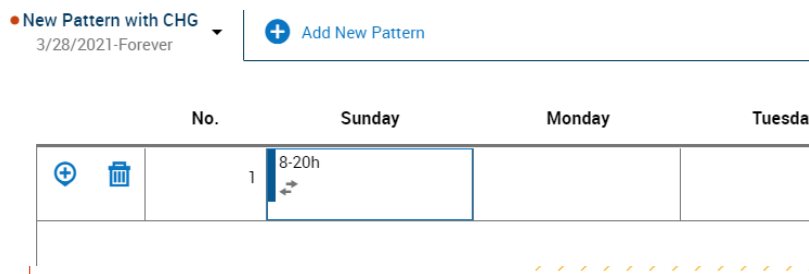 New Pattern with CHG
3/28/2021-Forever
Add New Pattern
No. Sunday Monday Tuesda
1 8-20h